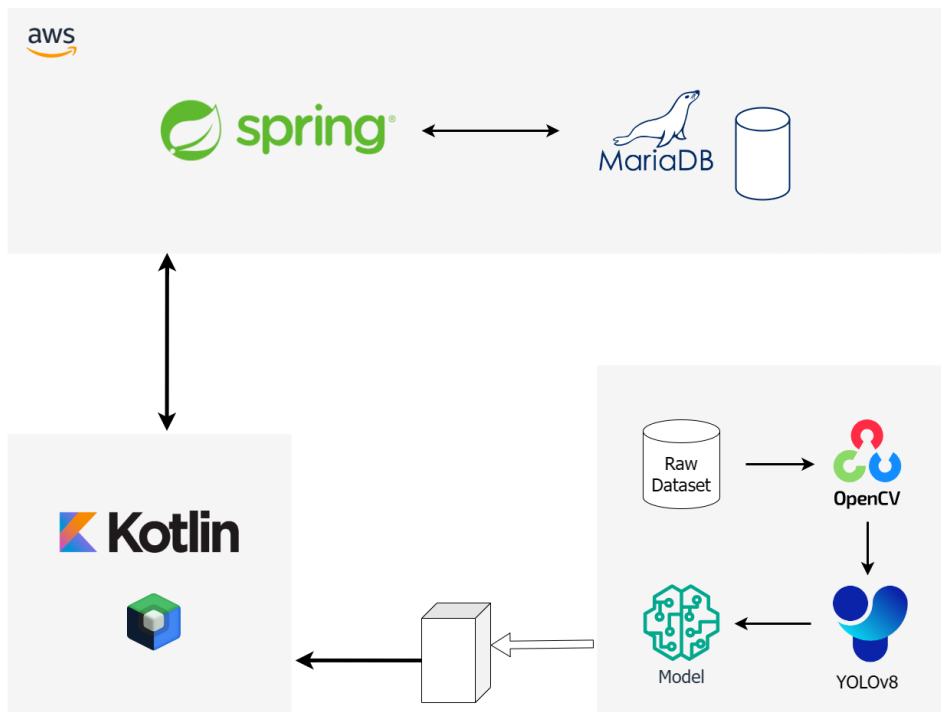 aws
spring
MariaDB
Raw
Dataset
OpenCV
Kotlin
Model
YOLOv8